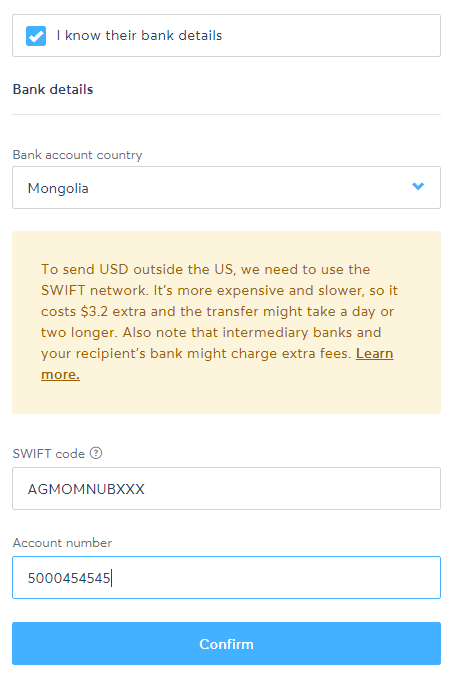 I know their bank details
Bank details
Bank account country
Mongolia
To send USD outside the US, we need to use the
SWIFT network. It's more expensive and slower, so it
costs $3.2 extra and the transfer might take a day or
two longer. Also note that intermediary banks and
your recipient's bank might charge extra fees. Learn
more.
SWIFT code ?
AGMOMNUBXXX
Account number
5000454545
Confirm